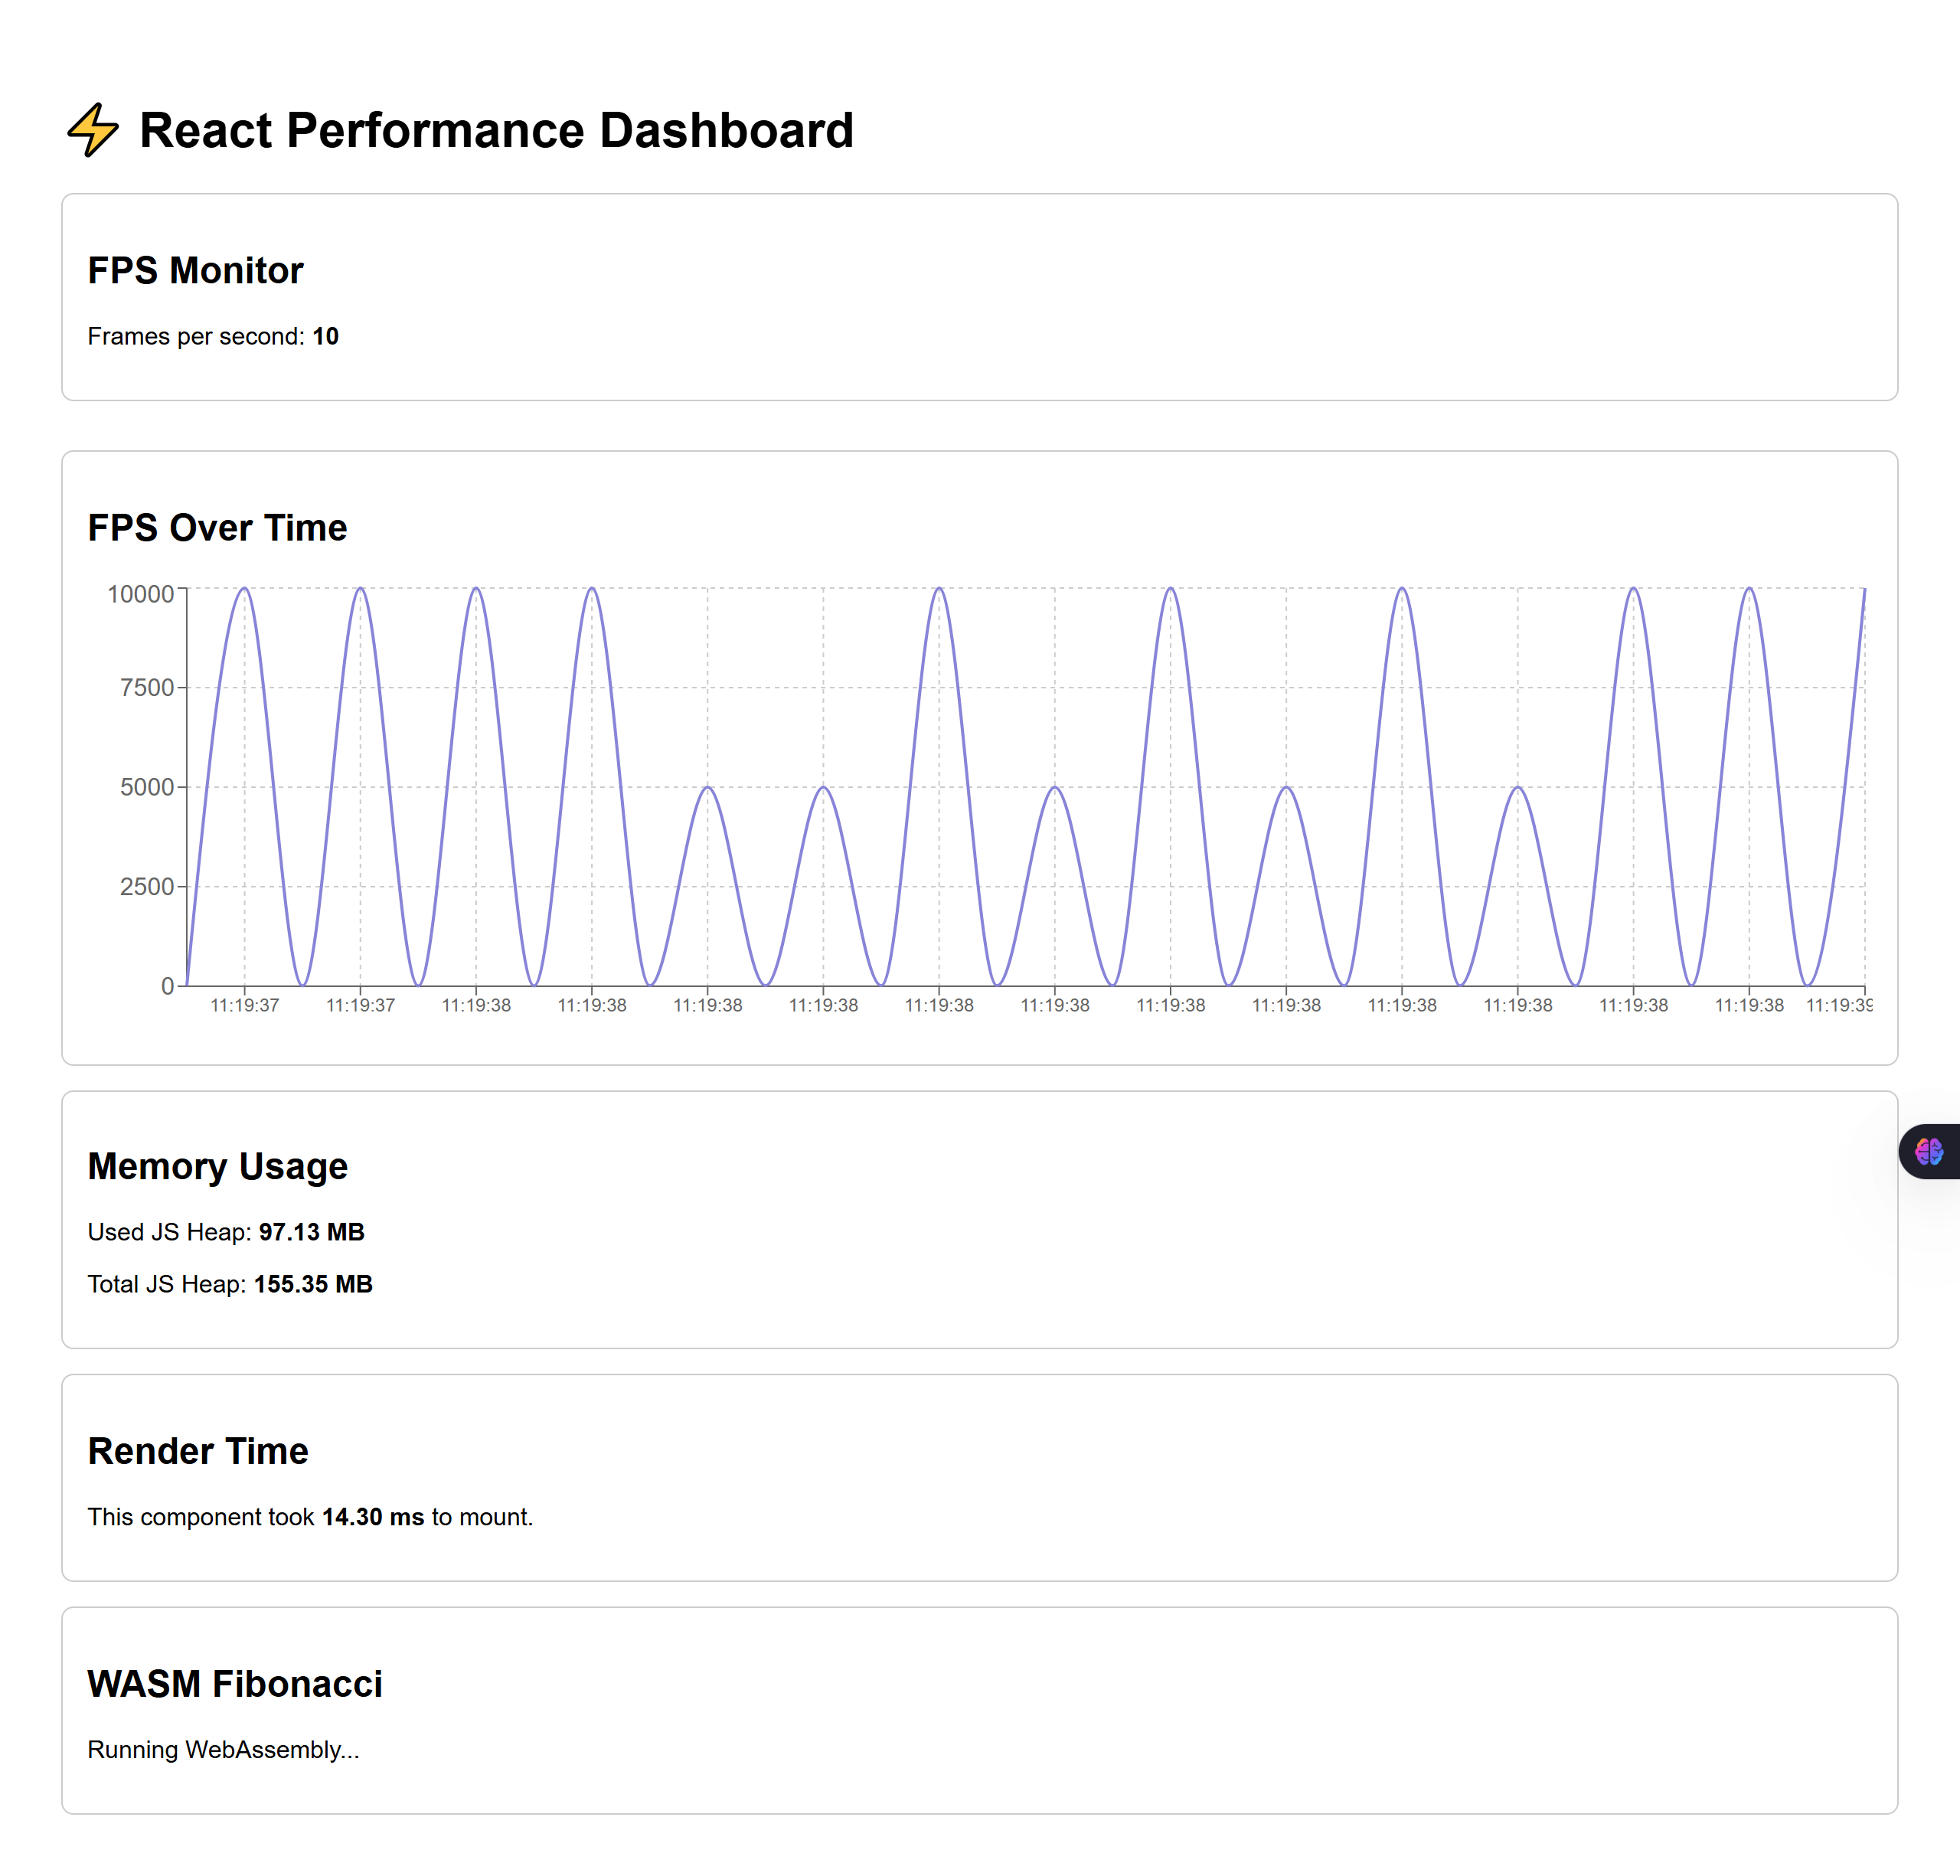 ⚡ React Performance Dashboard
FPS Monitor
Frames per second: 10
FPS Over Time
10000
7500
5000
2500
0
11:19:37 11:19:37 11:19:38 11:19:38 11:19:38 11:19:38 11:19:38 11:19:38 11:19:38 11:19:38 11:19:38 11:19:38 11:19:38 11:19:38 11:19:39
Memory Usage
Used JS Heap: 97.13 MB
Total JS Heap: 155.35 MB
Render Time
This component took 14.30 ms to mount.
WASM Fibonacci
Running WebAssembly...